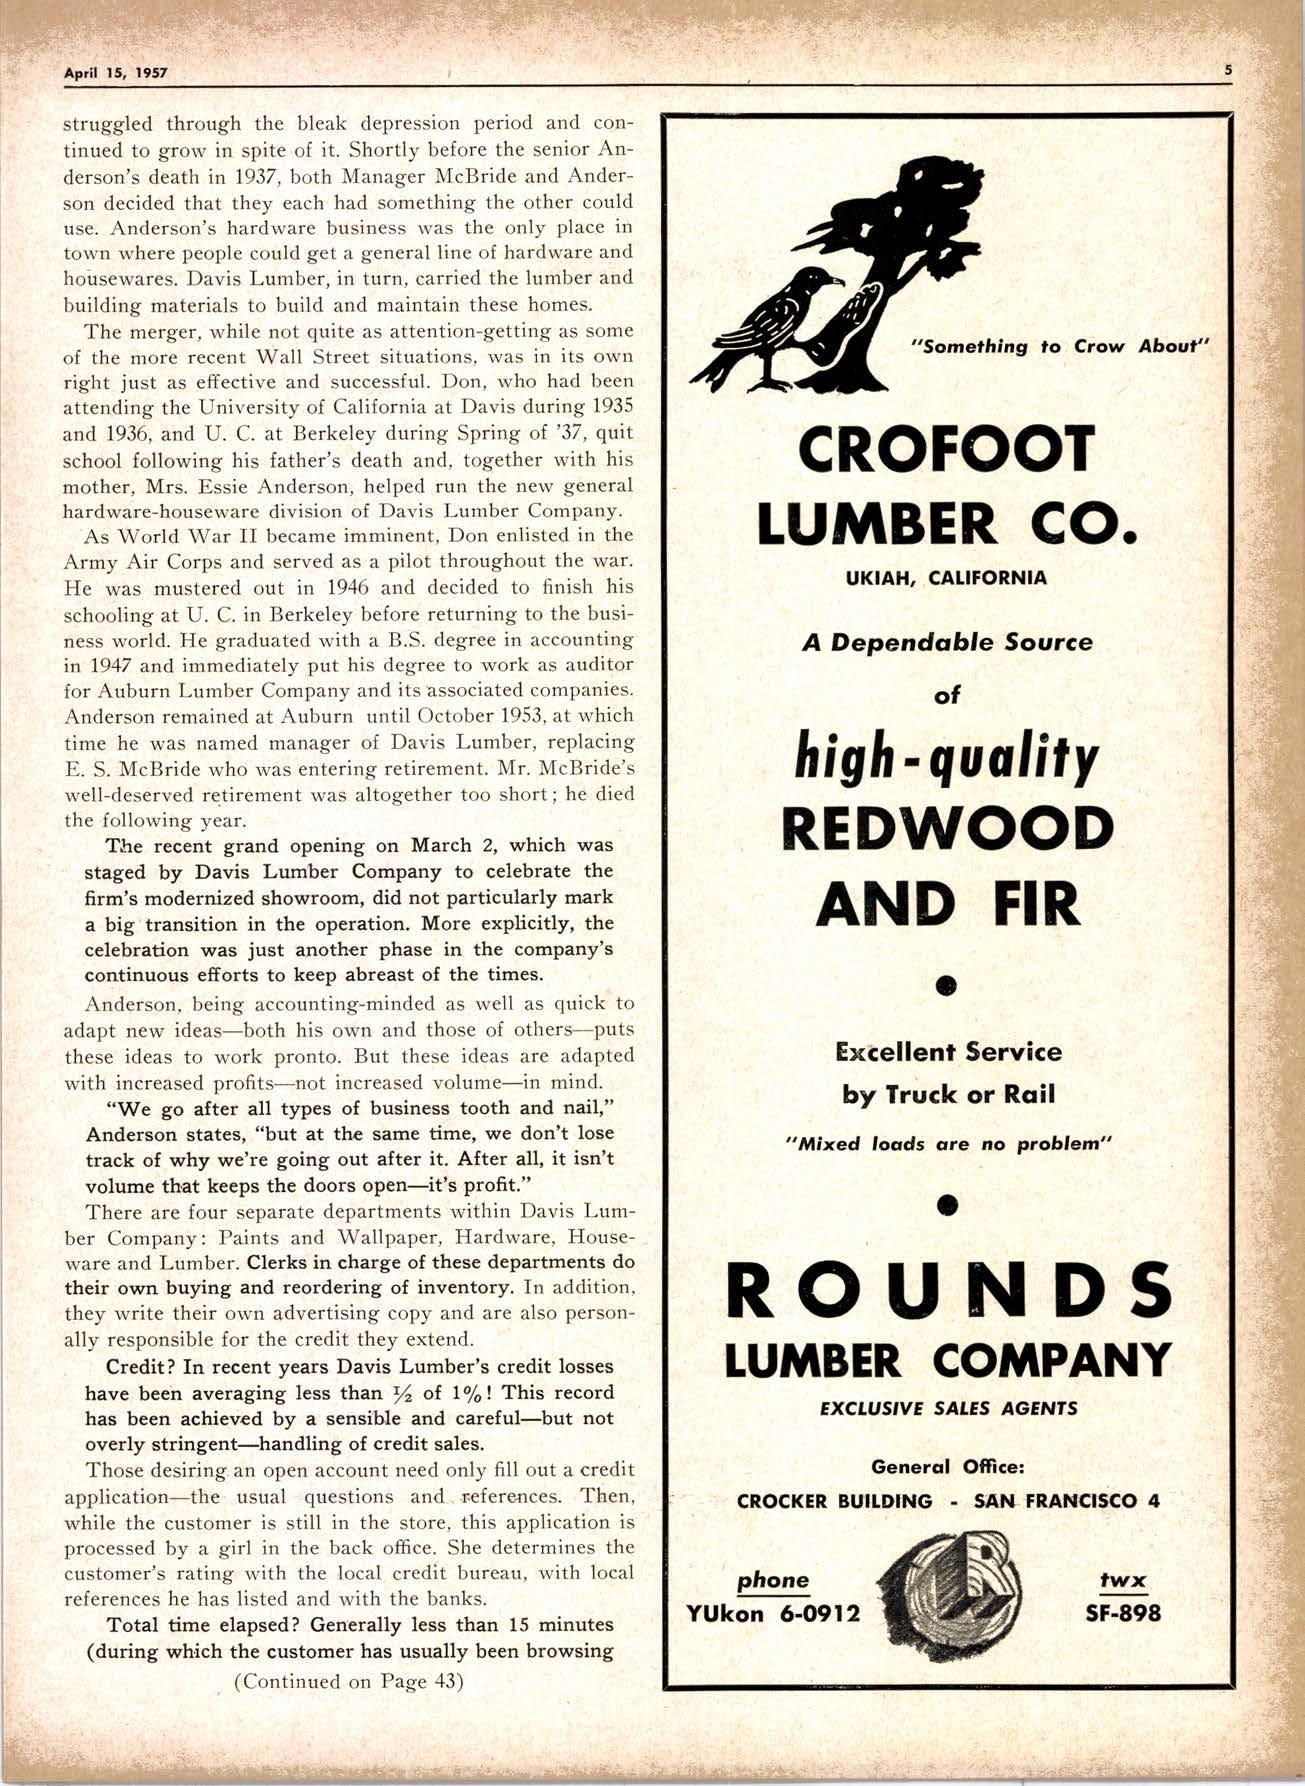 April 15, 1957
5
struggled through the bleak depression period and con-
tinued to grow in spite of it. Shortly before the senior An-
derson's death in 1937, both Manager McBride and Ander-
son decided that they each had something the other could
use. Anderson's hardware business was the only place in
town where people could get a general line of hardware and
housewares. Davis Lumber, in turn, carried the lumber and
building materials to build and maintain these homes.
The merger, while not quite as attention-getting as some
of the more recent Wall Street situations, was in its own
right just as effective and successful. Don, who had been
attending the University of California at Davis during 1935
and 1936, and U. C. at Berkeley during Spring of '37, quit
school following his father's death and, together with his
mother, Mrs. Essie Anderson, helped run the new general
hardware-houseware division of Davis Lumber Company.
As World War II became imminent, Don enlisted in the
Army Air Corps and served as a pilot throughout the war.
He was mustered out in 1946 and decided to finish his
schooling at U. C. in Berkeley before returning to the busi-
ness world. He graduated with a B.S. degree in accounting
in 1947 and immediately put his degree to work as auditor
for Auburn Lumber Company and its associated companies.
Anderson remained at Auburn until October 1953, at which
time he was named manager of Davis Lumber, replacing
E. S. McBride who was entering retirement. Mr. McBride's
well-deserved retirement was altogether too short; he died
the following year.
The recent grand opening on March 2, which was
staged by Davis Lumber Company to celebrate the
firm's modernized showroom, did not particularly mark
a big transition in the operation. More explicitly, the
celebration was just another phase in the company's
continuous efforts to keep abreast of the times.
Anderson, being accounting-minded as well as quick to
adapt new ideas—both his own and those of others—puts
these ideas to work pronto. But these ideas are adapted
with increased profits—not increased volume—in mind.
“We go after all types of business tooth and nail,”
Anderson states, “but at the same time, we don't lose
track of why we're going out after it. After all, it isn't
volume that keeps the doors open—it's profit.”
There are four separate departments within Davis Lum-
ber Company: Paints and Wallpaper, Hardware, House-
ware and Lumber. Clerks in charge of these departments do
their own buying and reordering of inventory. In addition,
they write their own advertising copy and are also person-
ally responsible for the credit they extend.
Credit? In recent years Davis Lumber's credit losses
have been averaging less than ½ of 1%! This record
has been achieved by a sensible and careful—but not
overly stringent—handling of credit sales.
Those desiring an open account need only fill out a credit
application—the usual questions and references. Then,
while the customer is still in the store, this application is
processed by a girl in the back office. She determines the
customer's rating with the local credit bureau, with local
references he has listed and with the banks.
Total time elapsed? Generally less than 15 minutes
(during which the customer has usually been browsing
(Continued on Page 43)
"Something to Crow About"
CROFOOT
LUMBER CO.
UKIAH, CALIFORNIA
A Dependable Source
of
high-quality
REDWOOD
AND FIR
Excellent Service
by Truck or Rail
"Mixed loads are no problem"
ROUNDS
LUMBER COMPANY
EXCLUSIVE SALES AGENTS
General Office:
CROCKER BUILDING - SAN FRANCISCO 4
phone
YUkon 6-0912
R
twx
SF-898